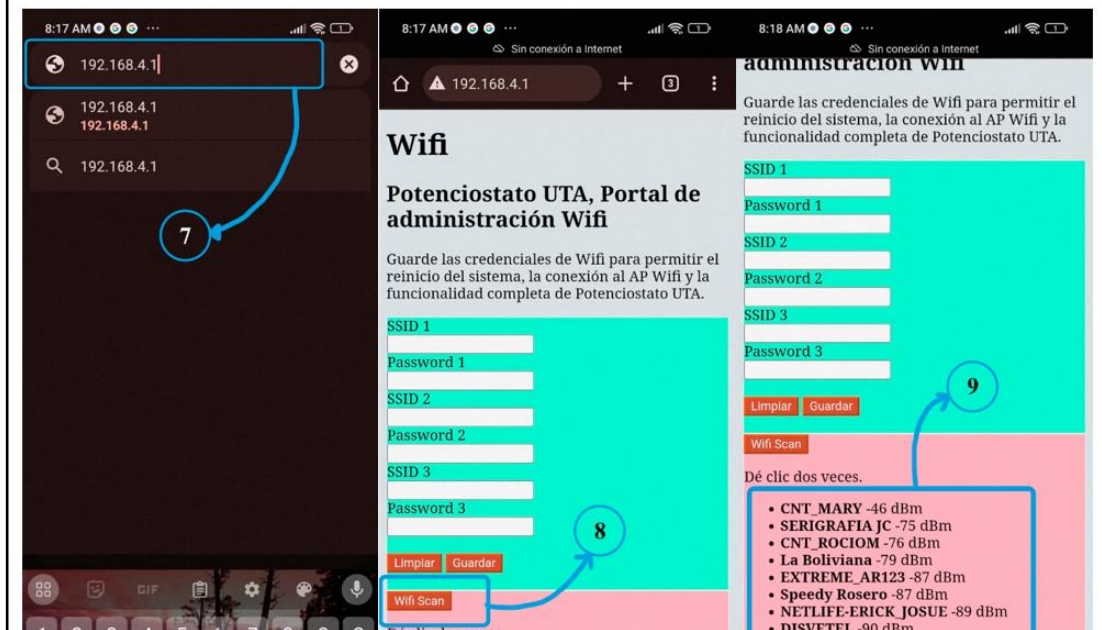 8:17 AM
192.168.4.1
192.168.4.1
192.168.4.1
192.168.4.1
7
GIF
8:17 AM
Sin conexión a Internet
192.168.4.1
3
Wifi
Potenciostato UTA, Portal de
administración Wifi
Guarde las credenciales de Wifi para permitir el
reinicio del sistema, la conexión al AP Wifi y la
funcionalidad completa de Potenciostato UTA.
SSID 1
Password 1
SSID 2
Password 2
SSID 3
Password 3
8
Limpiar Guardar
Wifi Scan
8:18 AM
Sin conexión a Internet
administración Wifi
Guarde las credenciales de Wifi para permitir el
reinicio del sistema, la conexión al AP Wifi y la
funcionalidad completa de Potenciostato UTA.
SSID 1
Password 1
SSID 2
Password 2
SSID 3
Password 3
9
Limpiar Guardar
Wifi Scan
Dé clic dos veces.
• CNT_MARY -46 dBm
• SERIGRAFIA JC -75 dBm
• CNT_ROCIOM -76 dBm
• La Boliviana -79 dBm
• EXTREME_AR123 -87 dBm
• Speedy Rosero -87 dBm
• NETLIFE-ERICK_JOSUE -89 dBm
• DISVETEL -90 dBm